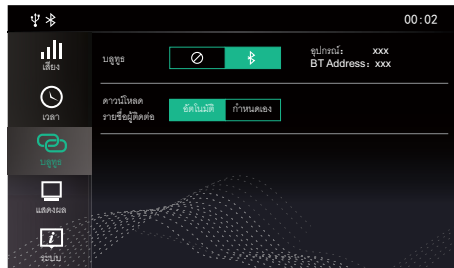 00:02
เสียง
เวลา
บลูทูธ
แสดงผล
ระบบ
บลูทูธ
อุปกรณ์: xxx
BT Address: xxx
ดาวน์โหลด
รายชื่อผู้ติดต่อ
อัตโนมัติ กำหนดเอง